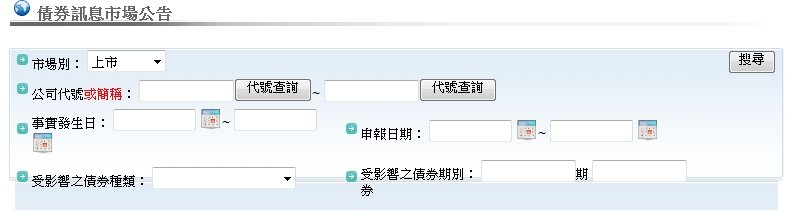 債券訊息市場公告
市場別： 上市 搜尋
公司代號或簡稱： 代號查詢 ~ 代號查詢
事實發生日： ~
申報日期： ~
受影響之債券種類：
受影響之債券期別： 期
券